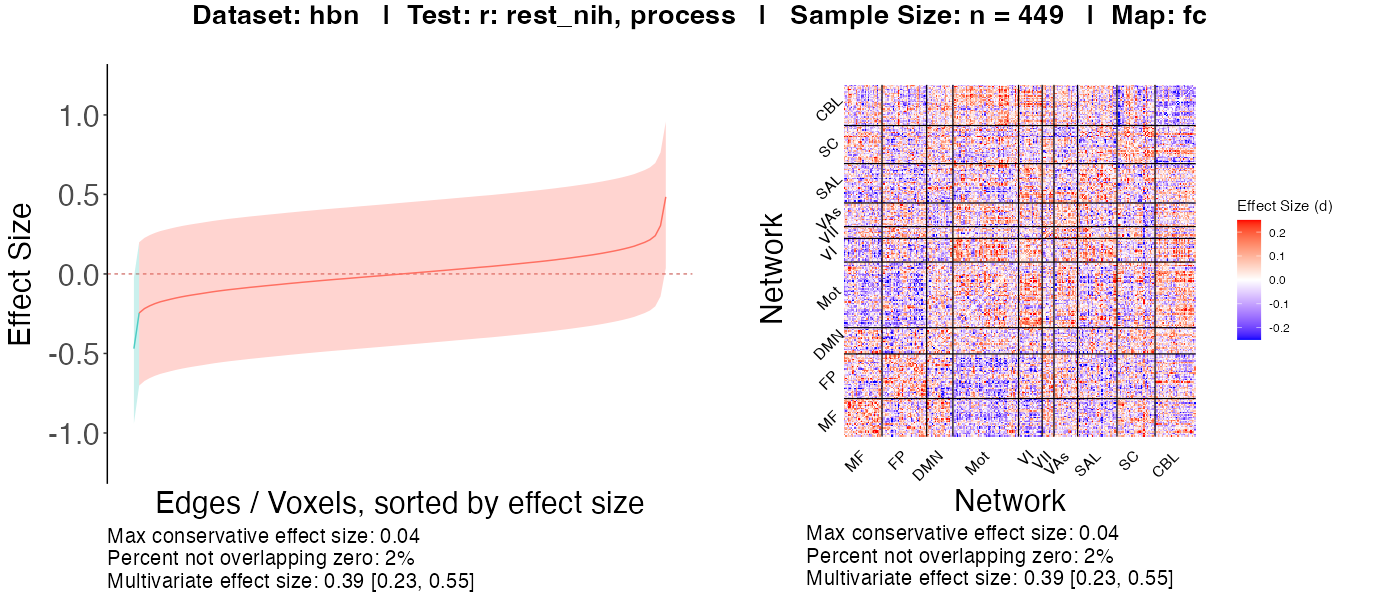 Dataset: hbn | Test: r: rest_nih, process | Sample Size: n = 449 | Map: fc
Effect Size
1.0
0.5
0.0
-0.5
-1.0
Edges / Voxels, sorted by effect size
Max conservative effect size: 0.04
Percent not overlapping zero: 2%
Multivariate effect size: 0.39 [0.23, 0.55]
Network
CBL
SC
SAL
VAs
VII
VI
Mot
DMN
FP
MF
MF
FP
DMN
Mot
VI
VII
VAs
SAL
SC
CBL
Network
Max conservative effect size: 0.04
Percent not overlapping zero: 2%
Multivariate effect size: 0.39 [0.23, 0.55]
Effect Size (d)
0.2
0.1
0.0
-0.1
-0.2